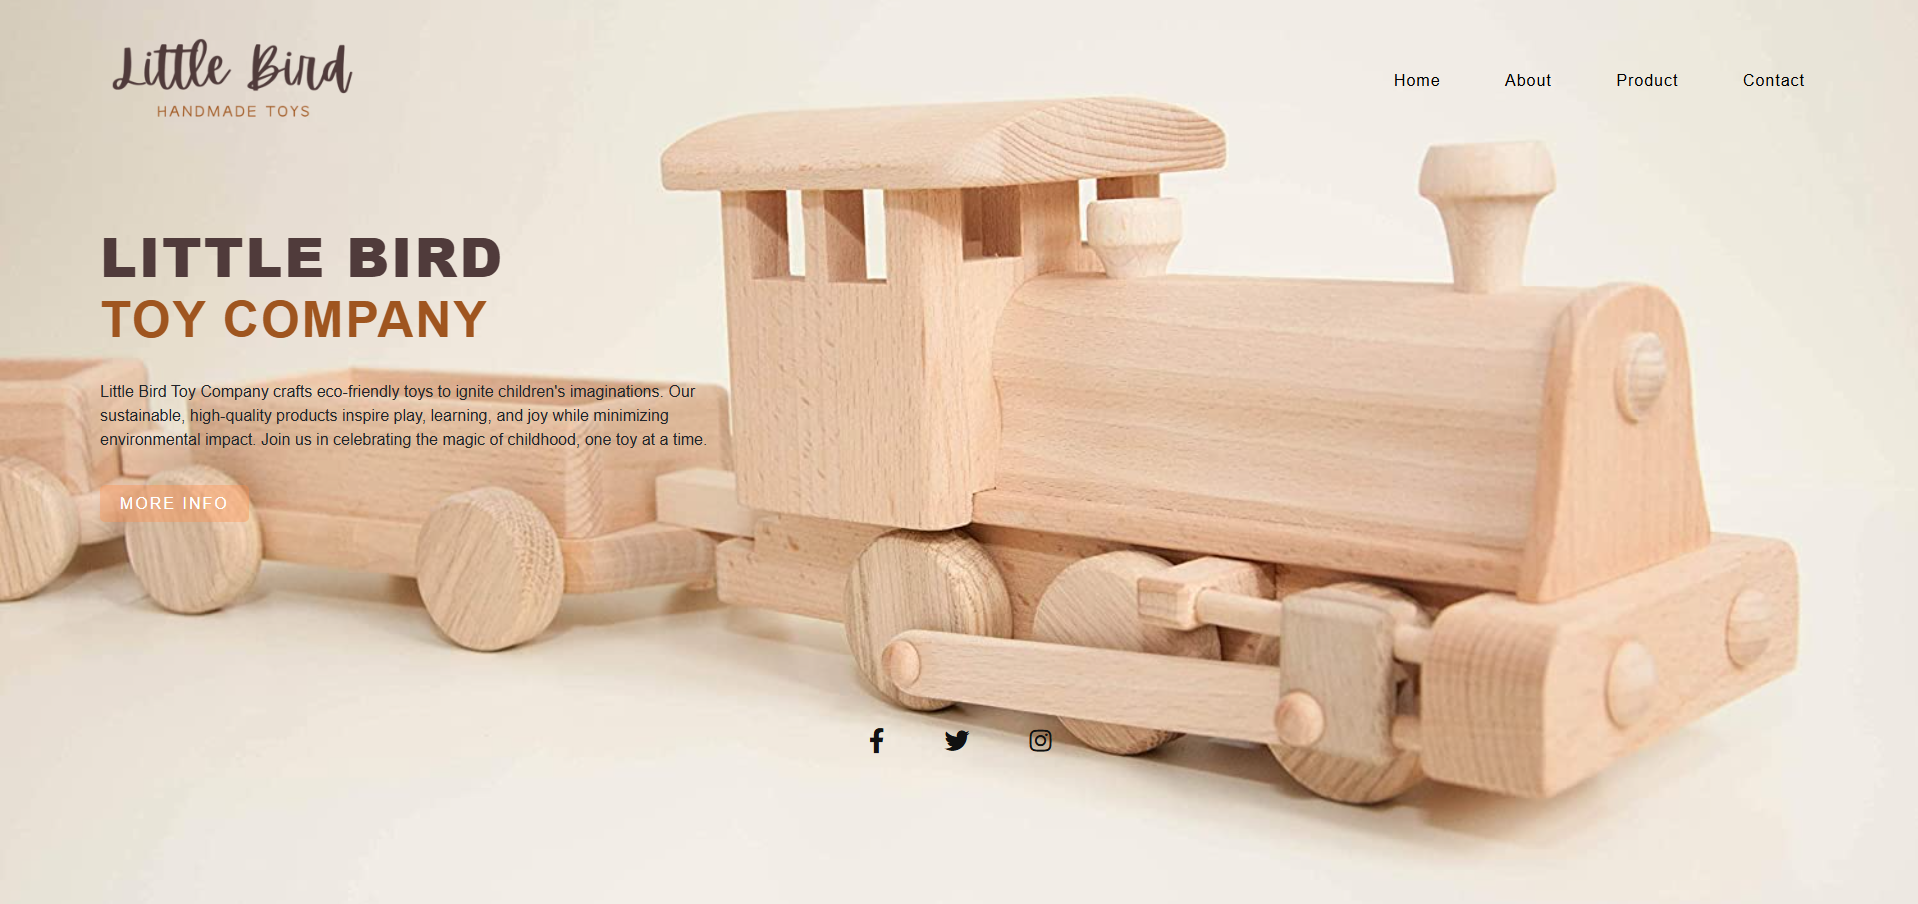 Little Bird
HANDMADE TOYS
Home About Product Contact
LITTLE BIRD
TOY COMPANY
Little Bird Toy Company crafts eco-friendly toys to ignite children's imaginations. Our
sustainable, high-quality products inspire play, learning, and joy while minimizing
environmental impact. Join us in celebrating the magic of childhood, one toy at a time.
MORE INFO